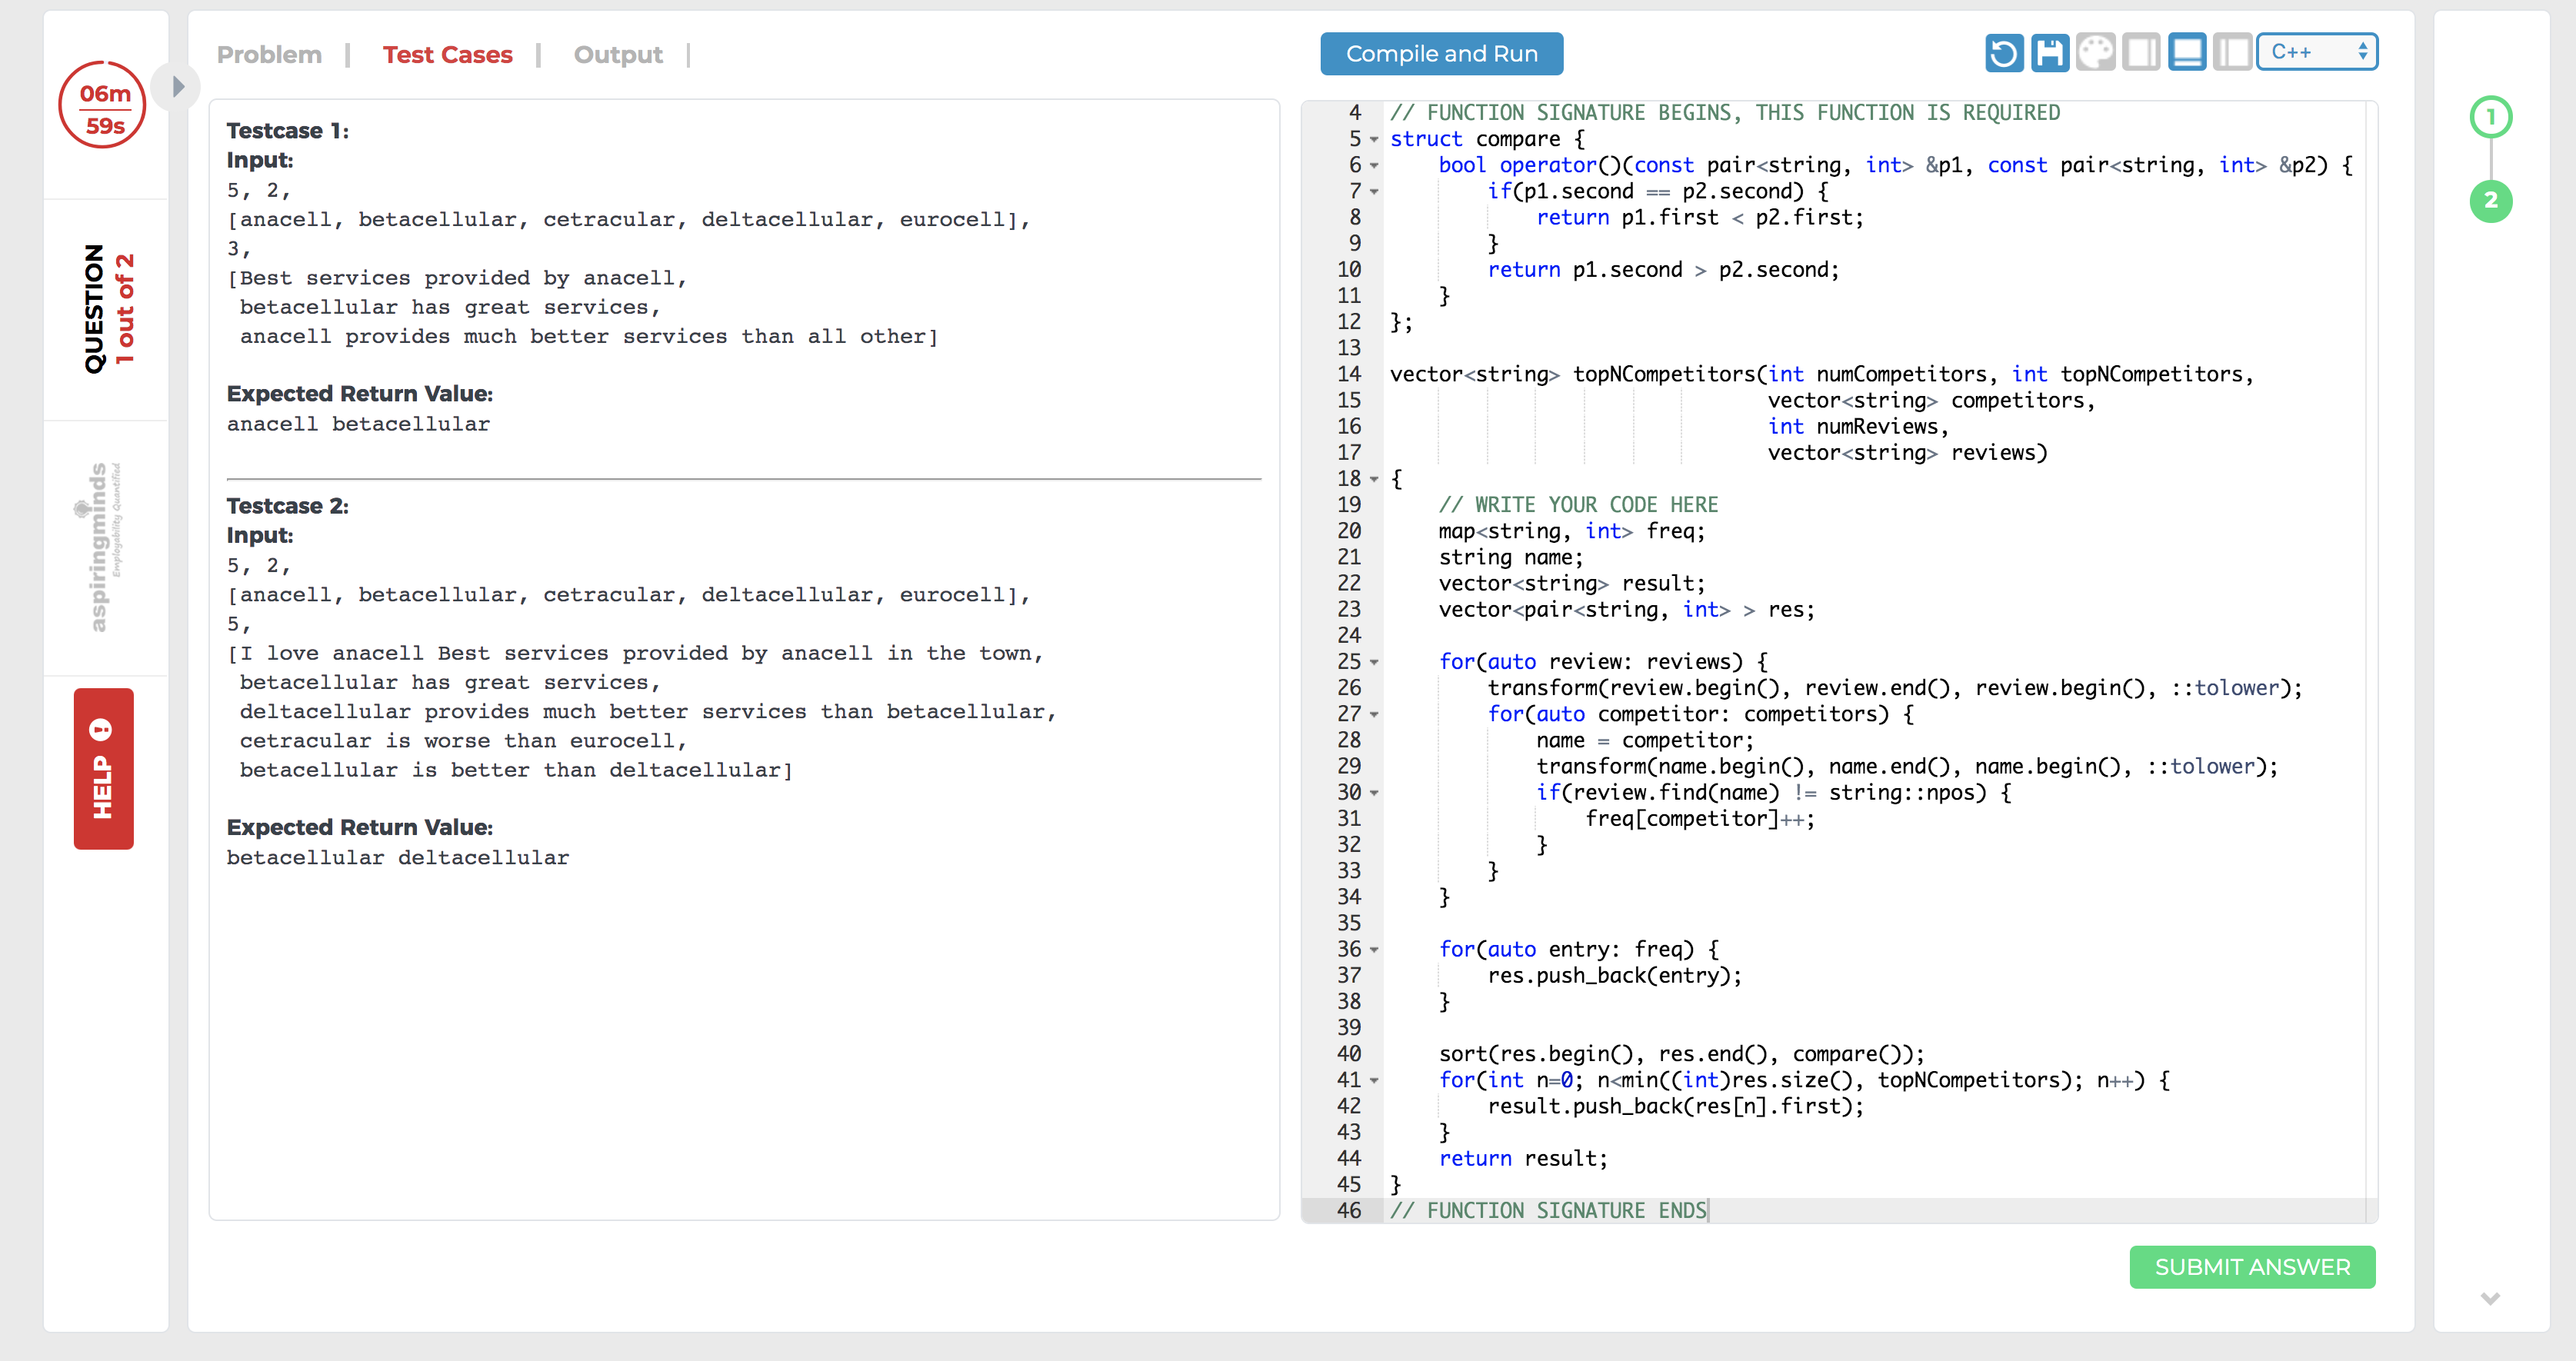 06m
59s
QUESTION
1 out of 2
aspiringminds
Employability Quantified
HELP
Problem | Test Cases | Output |
Compile and Run
C++
Testcase 1:
Input:
5, 2,
[anacell, betacellular, cetracular, deltacellular, eurocell],
3,
[Best services provided by anacell,
betacellular has great services,
anacell provides much better services than all other]
Expected Return Value:
anacell betacellular
Testcase 2:
Input:
5, 2,
[anacell, betacellular, cetracular, deltacellular, eurocell],
5,
[I love anacell Best services provided by anacell in the town,
betacellular has great services,
deltacellular provides much better services than betacellular,
cetracular is worse than eurocell,
betacellular is better than deltacellular]
Expected Return Value:
betacellular deltacellular
4 // FUNCTION SIGNATURE BEGINS, THIS FUNCTION IS REQUIRED
5 struct compare {
6     bool operator()(const pair<string, int> &p1, const pair<string, int> &p2) {
7         if(p1.second == p2.second) {
8             return p1.first < p2.first;
9         }
10         return p1.second > p2.second;
11     }
12 };
13
14 vector<string> topNCompetitors(int numCompetitors, int topNCompetitors,
15                                vector<string> competitors,
16                                int numReviews,
17                                vector<string> reviews)
18 {
19     // WRITE YOUR CODE HERE
20     map<string, int> freq;
21     string name;
22     vector<string> result;
23     vector<pair<string, int> > res;
24
25     for(auto review: reviews) {
26         transform(review.begin(), review.end(), review.begin(), ::tolower);
27         for(auto competitor: competitors) {
28             name = competitor;
29             transform(name.begin(), name.end(), name.begin(), ::tolower);
30             if(review.find(name) != string::npos) {
31                 freq[competitor]++;
32             }
33         }
34     }
35
36     for(auto entry: freq) {
37         res.push_back(entry);
38     }
39
40     sort(res.begin(), res.end(), compare());
41     for(int n=0; n<min((int)res.size(), topNCompetitors); n++) {
42         result.push_back(res[n].first);
43     }
44     return result;
45 }
46 // FUNCTION SIGNATURE ENDS
SUBMIT ANSWER
1
2